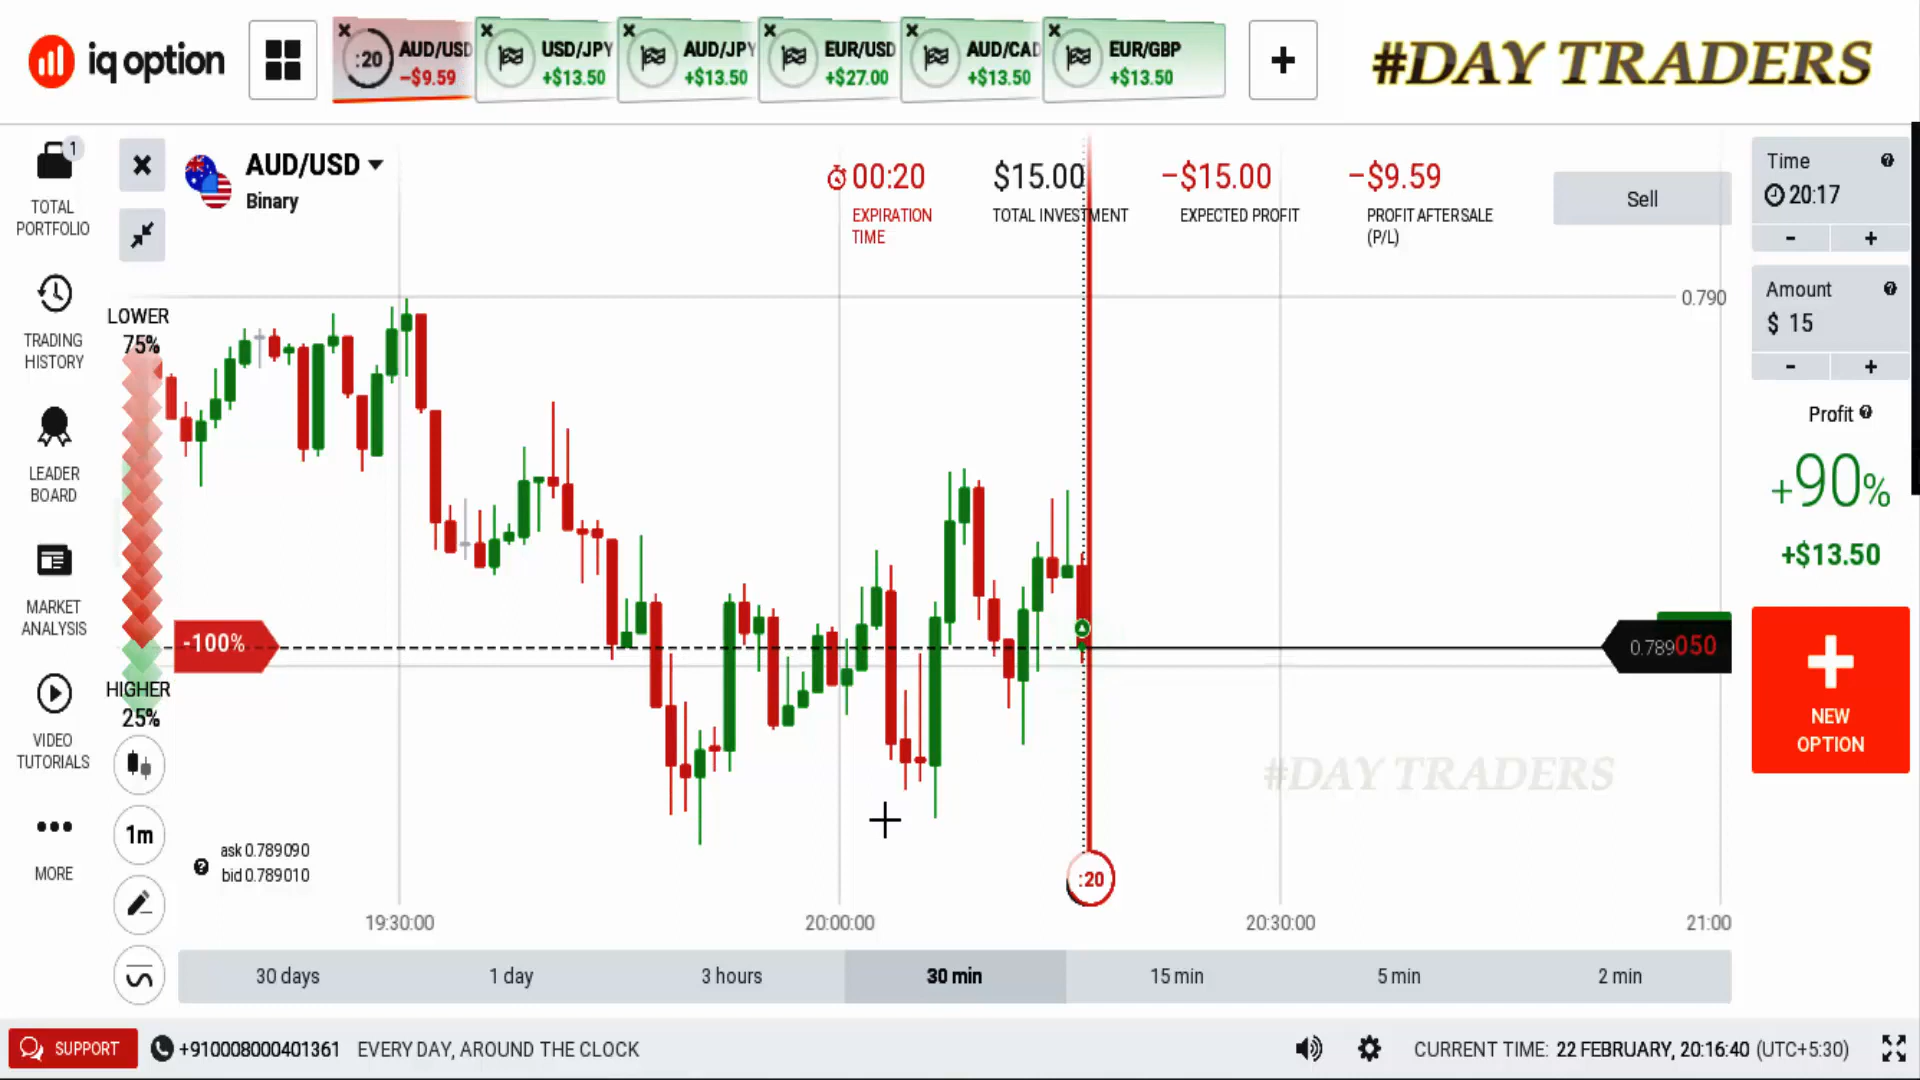 iq option
:20
AUD/USD
-$9.59
USD/JPY
+$13.50
AUD/JPY
+$13.50
EUR/USD
+$27.00
AUD/CAD
+$13.50
EUR/GBP
+$13.50
+
#DAY TRADERS
1
TOTAL
PORTFOLIO
TRADING
HISTORY
LEADER
BOARD
MARKET
ANALYSIS
VIDEO
TUTORIALS
MORE
AUD/USD
Binary
00:20
EXPIRATION
TIME
$15.00
TOTAL INVESTMENT
-$15.00
EXPECTED PROFIT
-$9.59
PROFIT AFTER SALE
(P/L)
Sell
LOWER
75%
-100%
HIGHER
25%
1m
ask 0.789090
bid 0.789010
0.790
0.789050
#DAY TRADERS
:20
19:30:00
20:00:00
20:30:00
21:00
30 days
1 day
3 hours
30 min
15 min
5 min
2 min
Time
20:17
- +
Amount
$ 15
- +
Profit
+90%
+$13.50
NEW
OPTION
SUPPORT
+910008000401361
EVERY DAY, AROUND THE CLOCK
CURRENT TIME: 22 FEBRUARY, 20:16:40 (UTC+5:30)